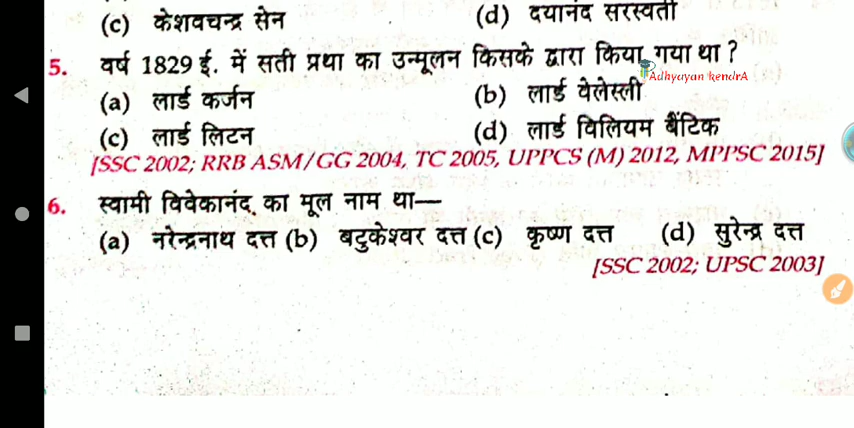 (c) केशवचन्द्र सेन (d) दयानंद सरस्वती
5. वर्ष 1829 ई. में सती प्रथा का उन्मूलन किसके द्वारा किया गया था ?
Adhyayan kendrA
(a) लार्ड कर्जन (b) लार्ड वेलेस्ली
(c) लार्ड लिटन (d) लार्ड विलियम बैंटिक
[SSC 2002; RRB ASM/GG 2004, TC 2005, UPPCS (M) 2012, MPPSC 2015]
6. स्वामी विवेकानंद का मूल नाम था—
(a) नरेन्द्रनाथ दत्त (b) बटुकेश्वर दत्त (c) कृष्ण दत्त (d) सुरेन्द्र दत्त
[SSC 2002; UPSC 2003]